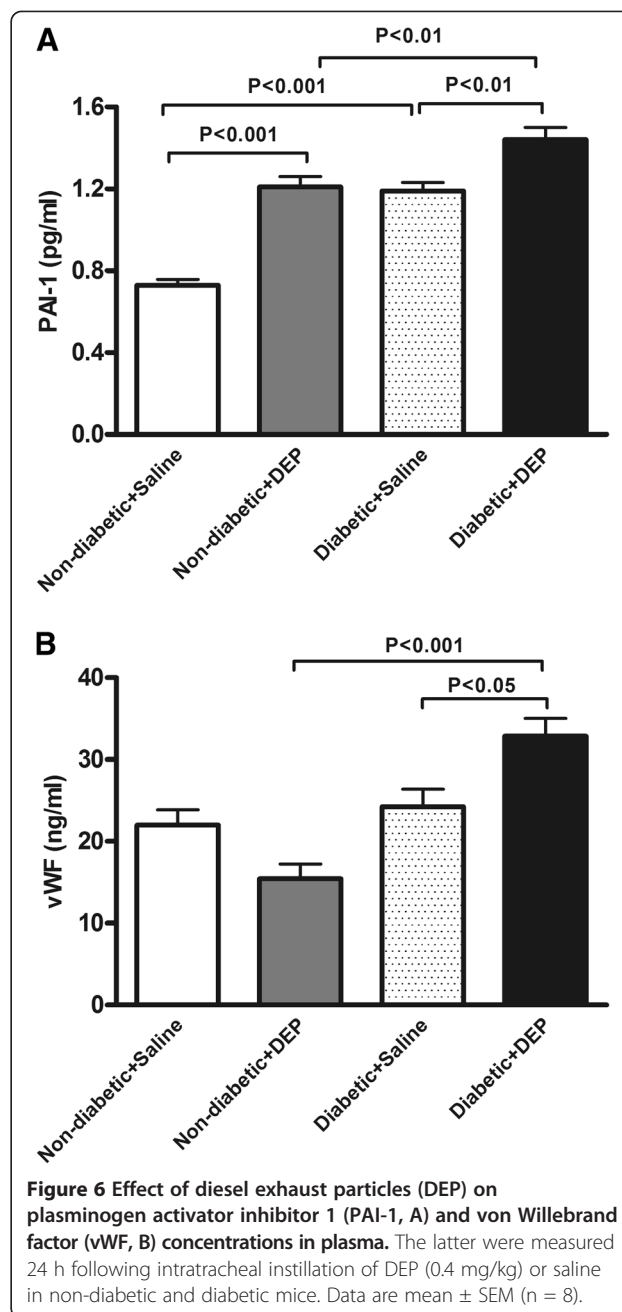 A
P<0.01
P<0.001
P<0.01
P<0.001
PAI-1 (pg/ml)
1.6
1.2
0.8
0.4
0.0
Non-diabetic+Saline
Non-diabetic+DEP
Diabetic+Saline
Diabetic+DEP
B
P<0.001
P<0.05
vWF (ng/ml)
40
30
20
10
0
Non-diabetic+Saline
Non-diabetic+DEP
Diabetic+Saline
Diabetic+DEP
Figure 6 Effect of diesel exhaust particles (DEP) on
plasminogen activator inhibitor 1 (PAI-1, A) and von Willebrand
factor (vWF, B) concentrations in plasma. The latter were measured
24 h following intratracheal instillation of DEP (0.4 mg/kg) or saline
in non-diabetic and diabetic mice. Data are mean ± SEM (n = 8).